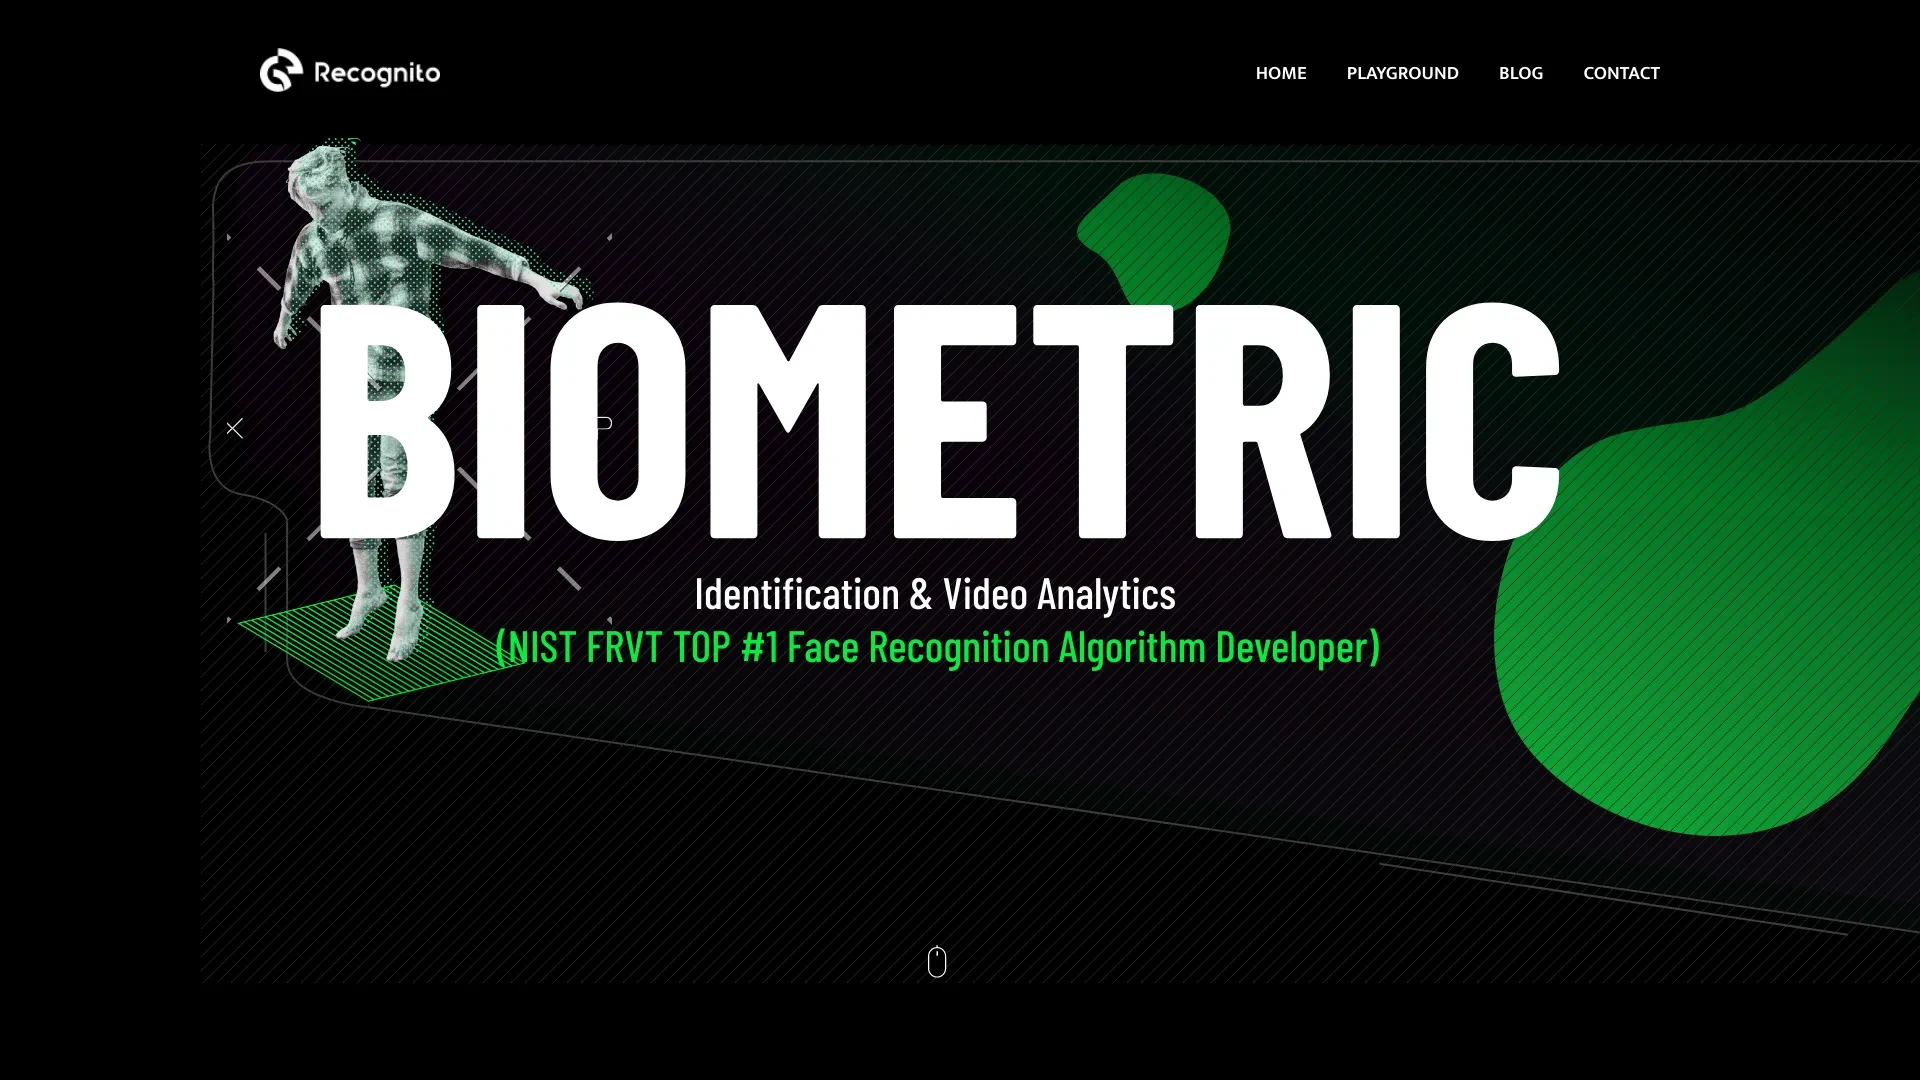 Recognito
HOME PLAYGROUND BLOG CONTACT
BIOMETRIC
Identification & Video Analytics
(NIST FRVT TOP #1 Face Recognition Algorithm Developer)